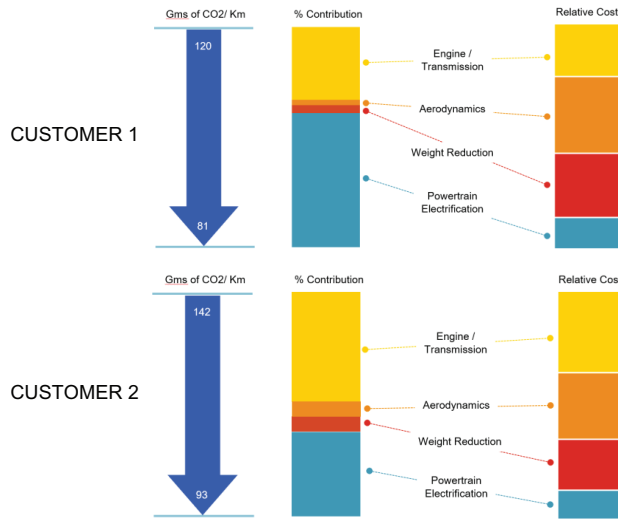 Gms of CO2/ Km
% Contribution
Relative Cost
120
Engine /
Transmission
Aerodynamics
CUSTOMER 1
Weight Reduction
Powertrain
Electrification
81
Gms of CO2/ Km
% Contribution
Relative Cost
142
Engine /
Transmission
CUSTOMER 2
Aerodynamics
Weight Reduction
Powertrain
Electrification
93